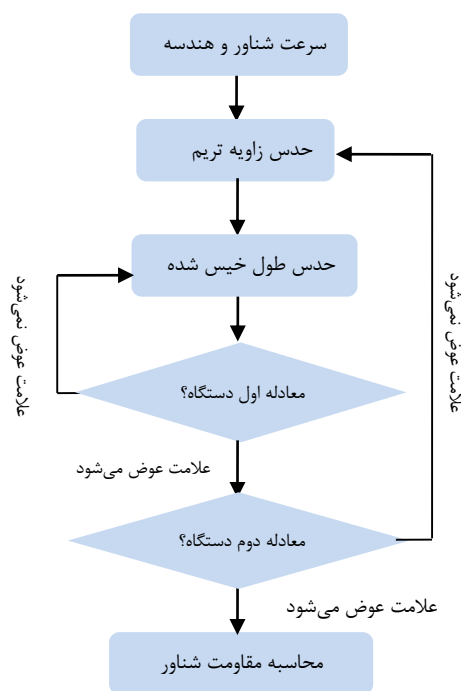 سرعت شناور و هندسه
حدس زاویه تریم
حدس طول خیس شده
علامت عوض نمی‌شود
علامت عوض نمی‌شود
معادله اول دستگاه؟
علامت عوض می‌شود
معادله دوم دستگاه؟
علامت عوض می‌شود
محاسبه مقاومت شناور